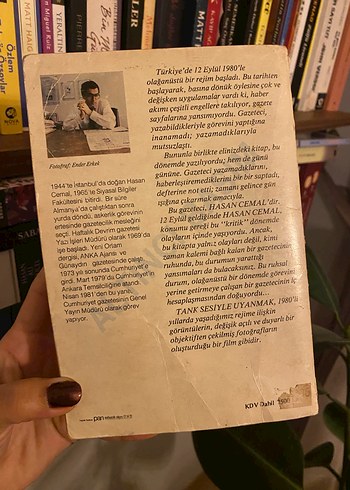 MATT HAIG
YERALTIN
MATT
Özlem
Fotoğraf: Ender Erkek
1944'te İstanbul'da doğan Hasan
Cemal, 1965'te Siyasal Bilgiler
Fakültesini bitirdi. Bir süre
Almanya'da çalıştıktan sonra
yurda döndü, askerlik görevinin
ertesinde gazetecilik mesleğini
seçti. Haftalık Devrim gazetesi
Yazı İşleri Müdürü olarak 1969'da
işe başladı. Yeni Ortam
dergisi, ANKA Ajansı ve
Günaydın gazetesinde çalıştı.
1973 yılı sonunda Cumhuriyet'e
girdi. Mart 1979'da Cumhuriyet'in
Ankara Temsilciliğine atandı.
Nisan 1981'den bu yana,
Cumhuriyet gazetesinin Genel
Yayın Müdürü olarak görev
yapıyor.
Türkiye'de 12 Eylül 1980'le
olağanüstü bir rejim başladı. Bu tarihten
başlayarak, basına dönük öylesine çok ve
değişken uygulamalar vardı ki, haber
akımı çeşitli engellere takılıyor, gazete
sayfalarına yansımıyordu. Gazeteci,
yazabildikleriyle görevini yaptığına
inanamadı; yazamadıklarıyla
mutsuzlaştı.
Bununla birlikte elinizdeki kitap, bu
dönemde yazılıyordu; hem de günü
gününe. Gazeteci yazamadıklarını,
haberleştiremediklerini bir bir saptadı,
defterine not etti; zamanı gelince gün
ışığına çıkarmak amacıyla.
Bu gazeteci, HASAN CEMAL'dir.
12 Eylül geldiğinde HASAN CEMAL,
konumu gereği bu "kritik" dönemde
olayların içinde yaşıyordu. Ancak,
bu kitapta yalnız olayları değil, kimi
zaman kalemi bağlı kalan bir gazetecinin
ruhunda, bu durumun yarattığı
yansımaları da bulacaksınız. Bu ruhsal
durum, olağanüstü bir dönemde görevini
yerine getirmeye çalışan bir gazetecinin iç
hesaplaşmasından doğuyordu...
TANK SESİYLE UYANMAK, 1980'li
yıllarda yaşadığımız rejime ilişkin
görüntülerin, değişik açılı ve duyarlı bir
objektiften çekilmiş fotoğrafların
oluşturduğu bir film gibidir.
KDV Dahil